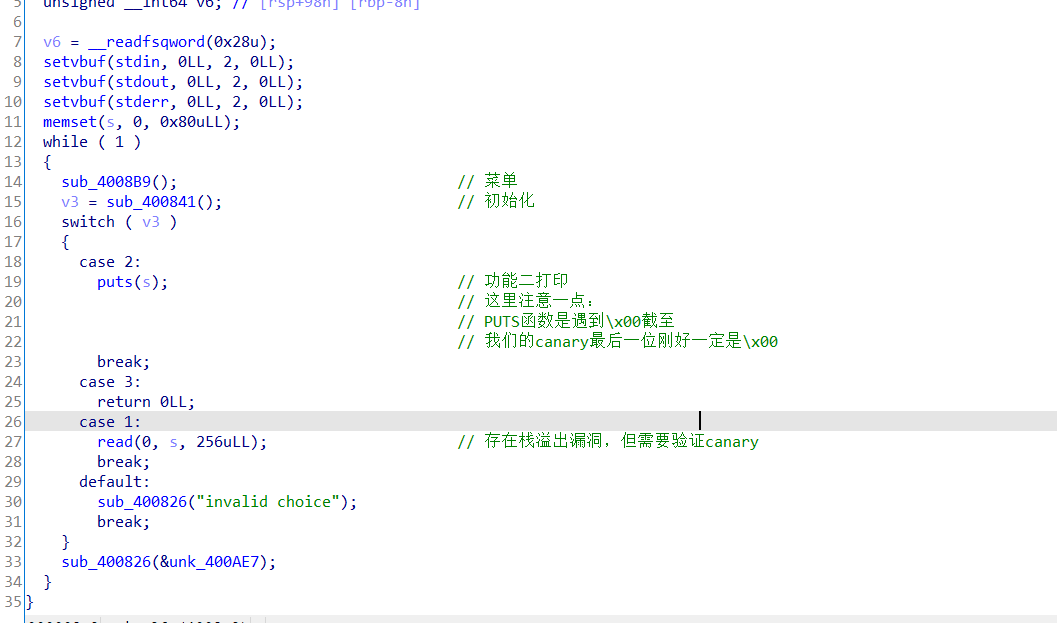 5 unsigned __int64 v6; // [rsp+98h] [rbp-8h]
6
7 v6 = __readfsqword(0x28u);
8 setvbuf(stdin, 0LL, 2, 0LL);
9 setvbuf(stdout, 0LL, 2, 0LL);
10 setvbuf(stderr, 0LL, 2, 0LL);
11 memset(s, 0, 0x80uLL);
12 while ( 1 )
13 {
14 sub_4008B9(); // 菜单
15 v3 = sub_400841(); // 初始化
16 switch ( v3 )
17 {
18 case 2:
19 puts(s); // 功能二打印
20 // 这里注意一点：
21 // PUTS函数是遇到\x00截至
22 // 我们的canary最后一位刚好一定是\x00
23 break;
24 case 3:
25 return 0LL;
26 case 1:
27 read(0, s, 256uLL); // 存在栈溢出漏洞，但需要验证canary
28 break;
29 default:
30 sub_400826("invalid choice");
31 break;
32 }
33 sub_400826(&unk_400AE7);
34 }
35 }